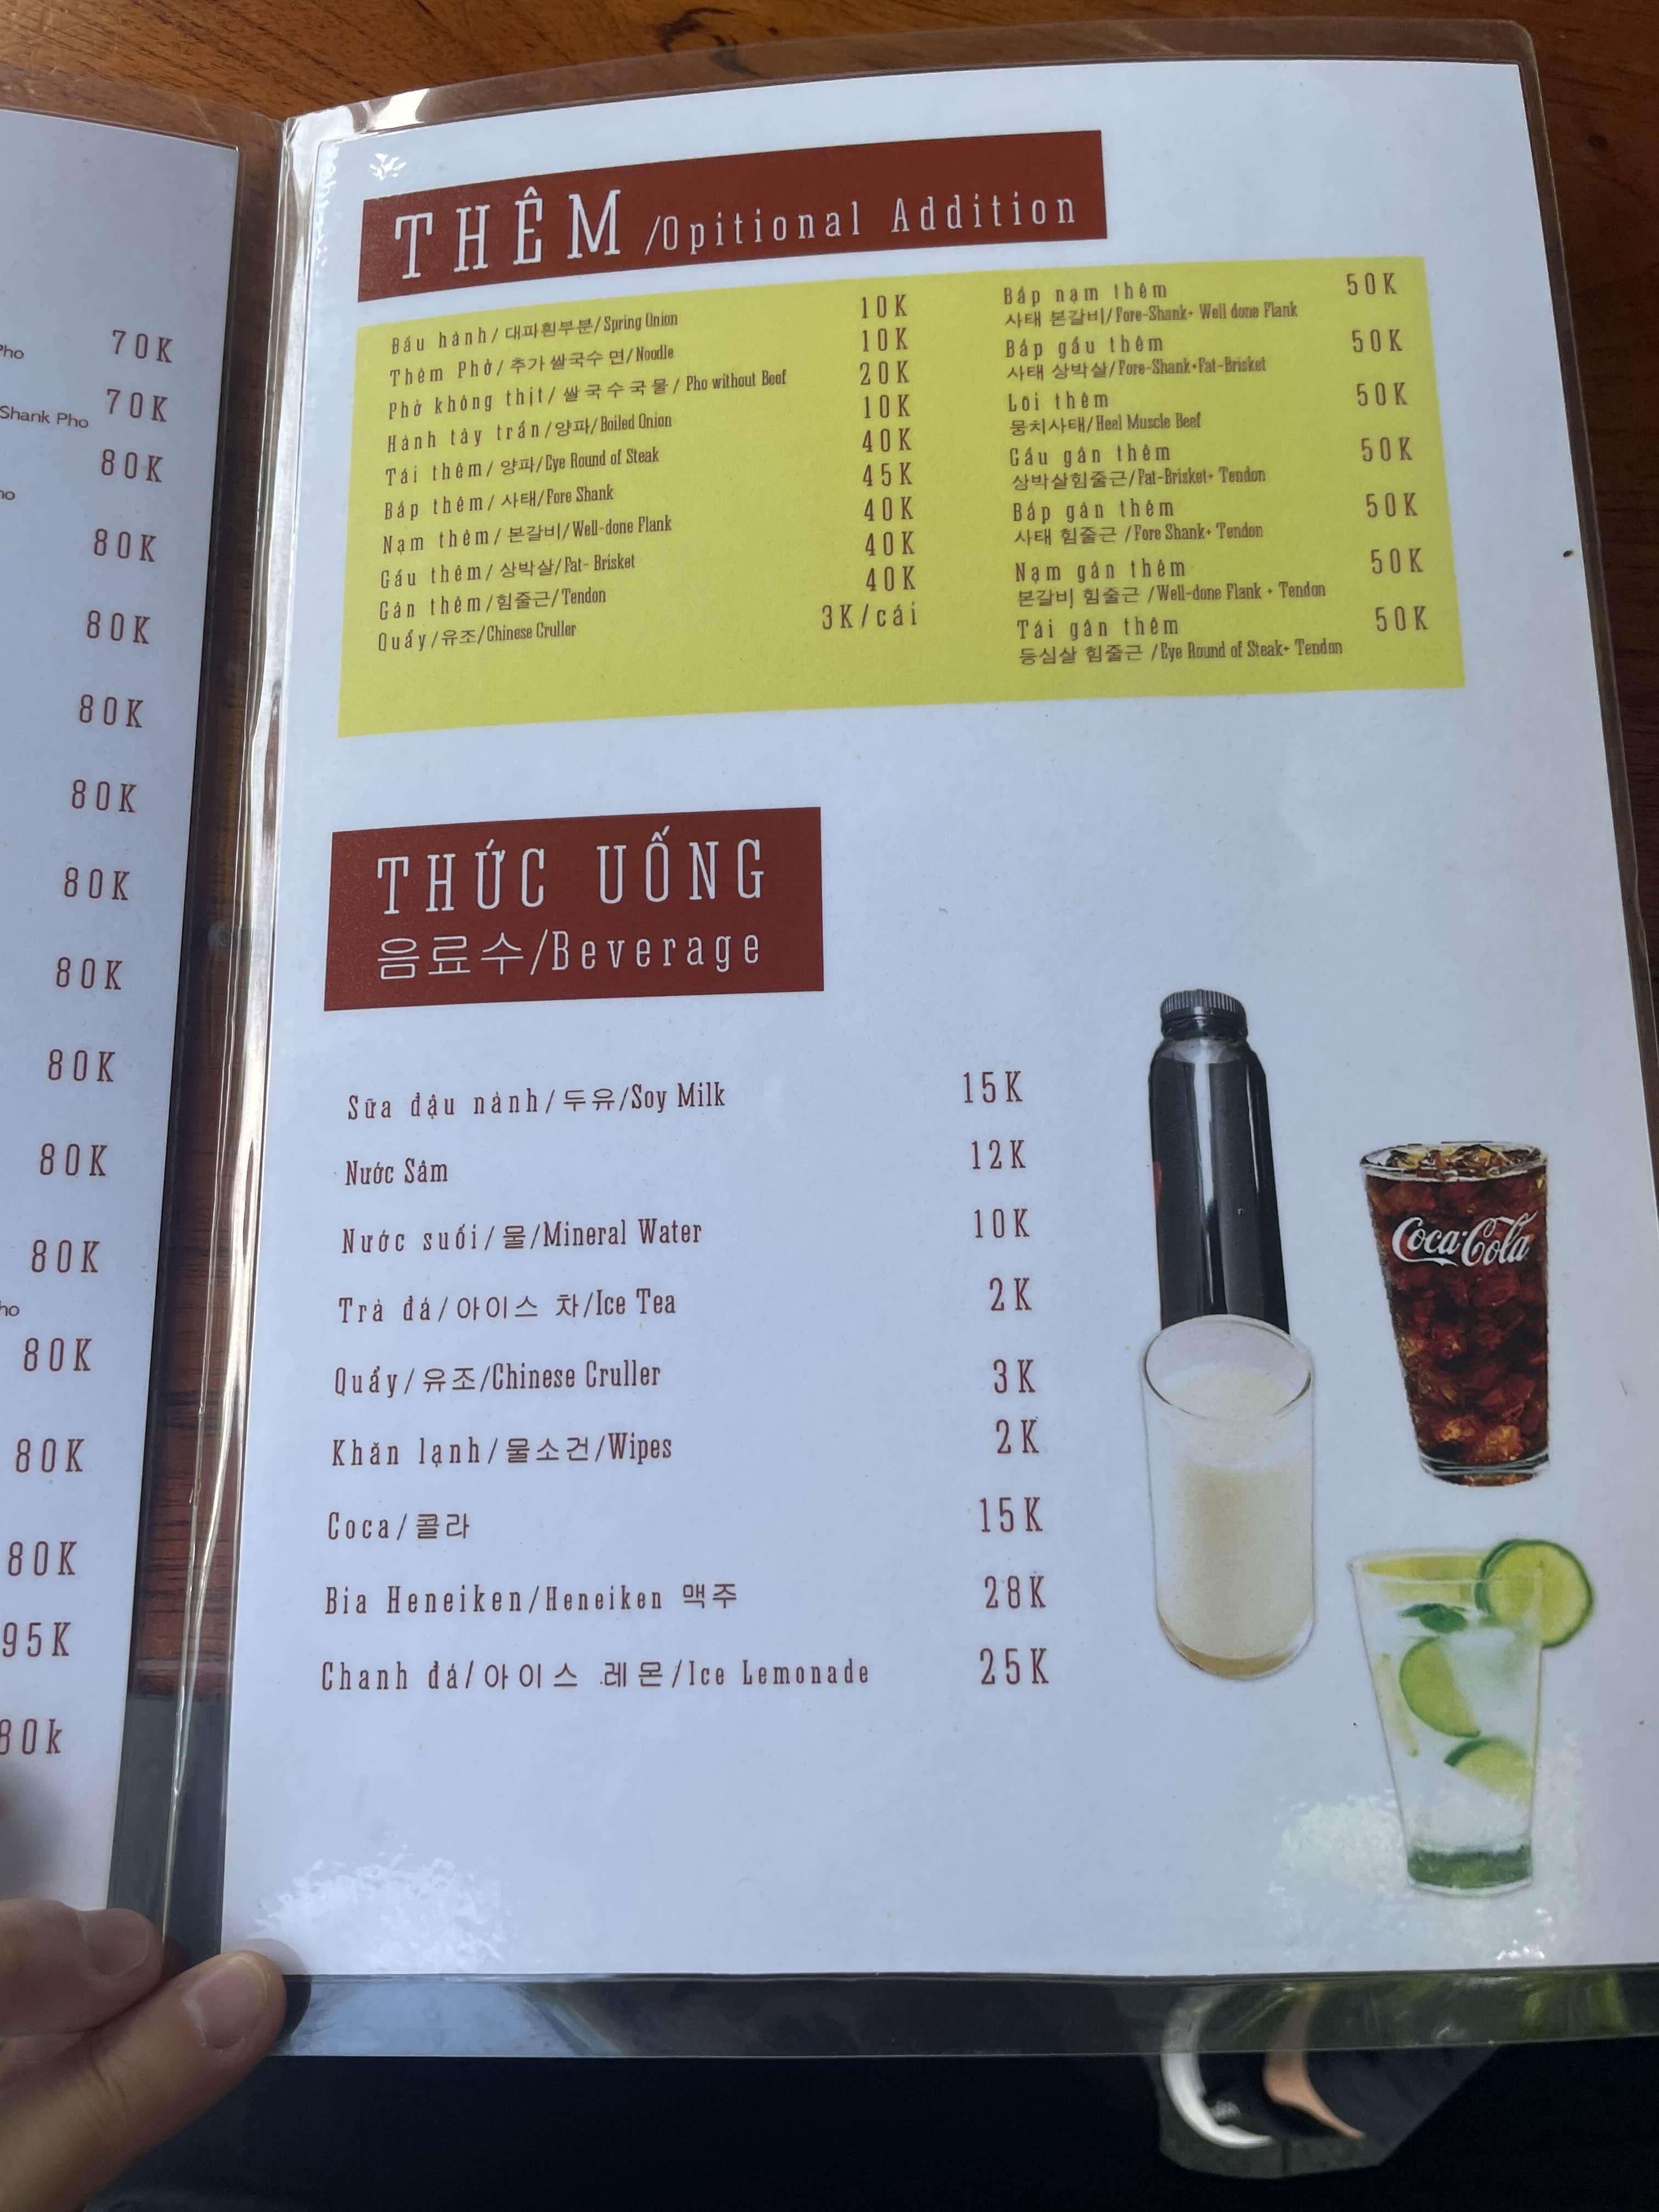 Pho
70K
Shank Pho
70K
80K
ho
80K
80K
80K
80K
80K
80K
80K
80K
80K
ho
80K
80K
80K
95K
80k
THÊM /Opitional Addition
Bầu hành/대파흰부분/Spring Onion 10K
Thêm Phở/추가 쌀국수 면/Noodle 10K
Phở không thịt/쌀국수국물/Pho without Beef 20K
Hành tây trần/양파/Boiled Onion 10K
Tái thêm/양파/Eye Round of Steak 40K
Bắp thêm/사태/Fore Shank 45K
Nạm thêm/본갈비/Well-done Flank 40K
Gầu thêm/상박살/Fat- Brisket 40K
Gân thêm/힘줄근/Tendon 40K
Quẩy/유조/Chinese Cruller 3K/cái
Bắp nạm thêm 50K
사태 본갈비/Fore-Shank+ Well done Flank
Bắp gầu thêm 50K
사태 상박살/Fore-Shank+Fat-Brisket
Lõi thêm 50K
뭉치사태/Heel Muscle Beef
Gầu gân thêm 50K
상박살힘줄근/Fat-Brisket+ Tendon
Bắp gân thêm 50K
사태 힘줄근 /Fore Shank+ Tendon
Nạm gân thêm 50K
본갈비 힘줄근 /Well-done Flank + Tendon
Tái gân thêm 50K
등심살 힘줄근 /Eye Round of Steak+ Tendon
THỨC UỐNG
음료수/Beverage
Sữa đậu nành/두유/Soy Milk 15K
Nước Sâm 12K
Nước suối/물/Mineral Water 10K
Trà đá/아이스 차/Ice Tea 2K
Quẩy/유조/Chinese Cruller 3K
Khăn lạnh/물소건/Wipes 2K
Coca/콜라 15K
Bia Heneiken/Heneiken 맥주 28K
Chanh đá/아이스 레몬/Ice Lemonade 25K
Coca-Cola